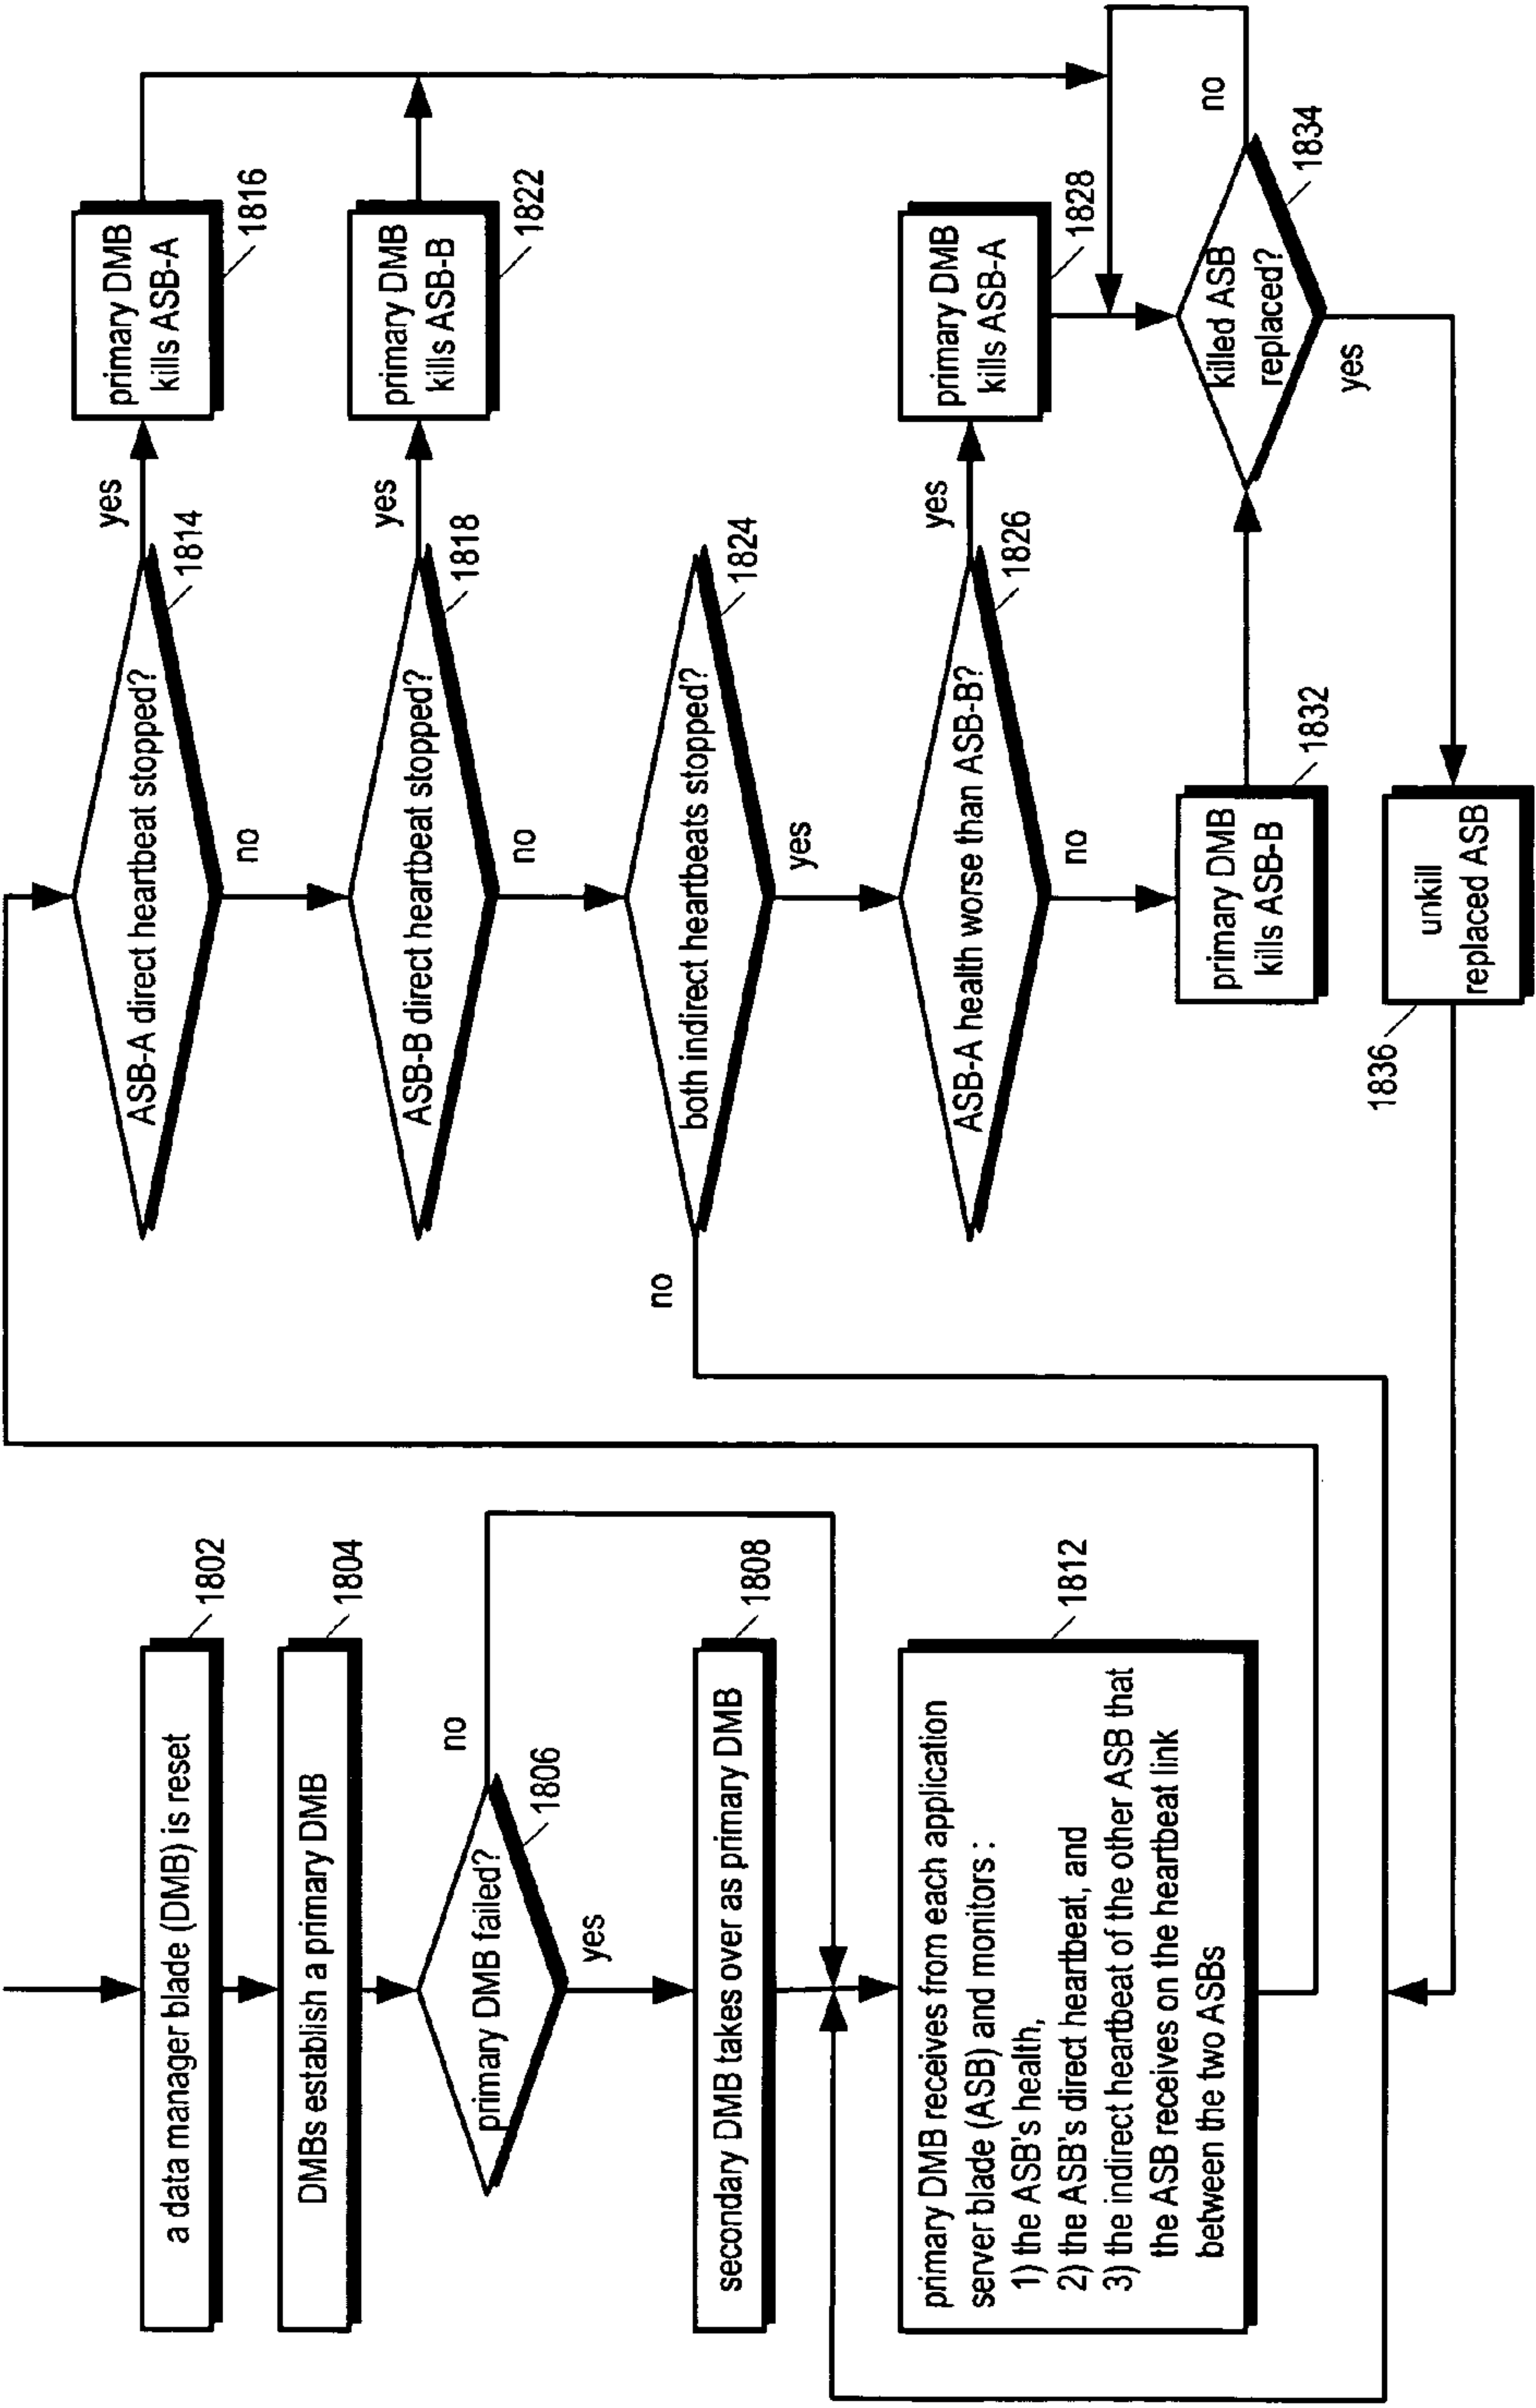 a data manager blade (DMB) is reset
1802
DMBs establish a primary DMB
1804
primary DMB failed?
1806
no
yes
secondary DMB takes over as primary DMB
1808
primary DMB receives from each application
server blade (ASB) and monitors :
1) the ASB's health,
2) the ASB's direct heartbeat, and
3) the indirect heartbeat of the other ASB that
the ASB receives on the heartbeat link
between the two ASBs
1812
ASB-A direct heartbeat stopped?
1814
yes
no
primary DMB
kills ASB-A
1816
ASB-B direct heartbeat stopped?
1818
yes
no
primary DMB
kills ASB-B
1822
both indirect heartbeats stopped?
1824
no
yes
ASB-A health worse than ASB-B?
1826
yes
no
primary DMB
kills ASB-A
1828
primary DMB
kills ASB-B
1832
killed ASB
replaced?
1834
no
yes
unkill
replaced ASB
1836